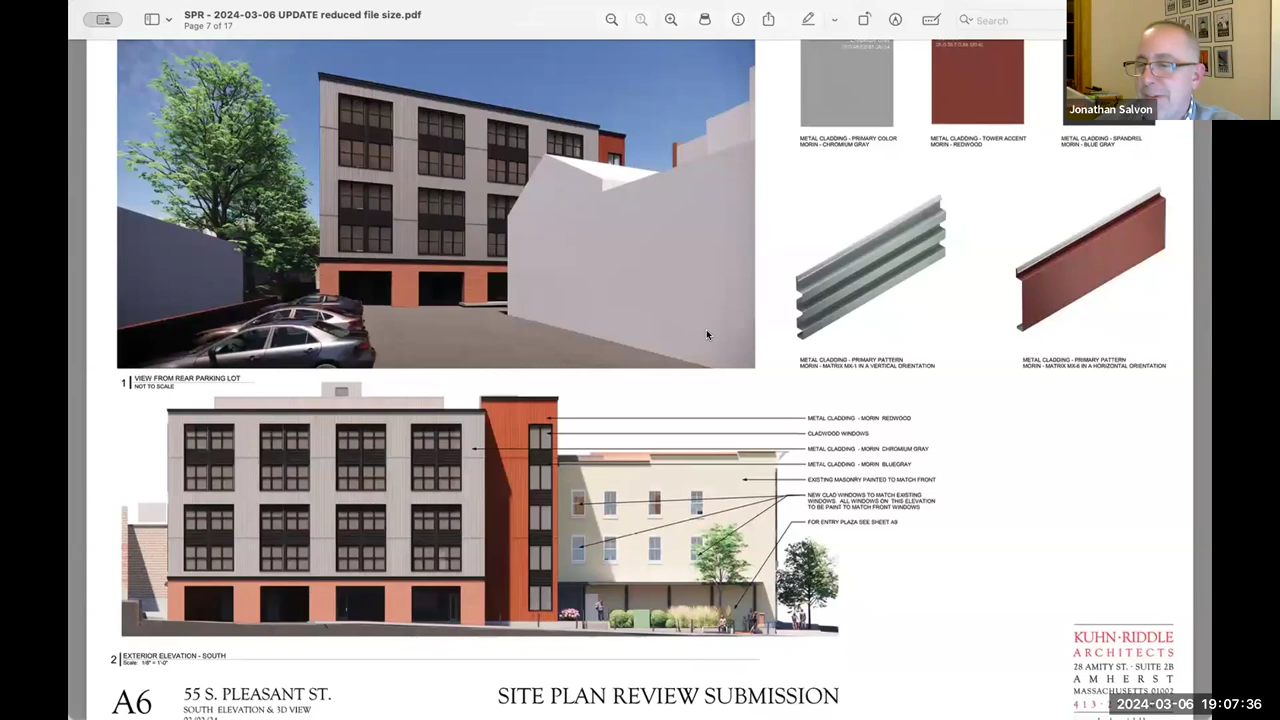 SPR - 2024-03-06 UPDATE reduced file size.pdf
Page 7 of 17
Search
Jonathan Salvon
METAL CLADDING - PRIMARY COLOR
MORIN - CHROMIUM GRAY
METAL CLADDING - TOWER ACCENT
MORIN - REDWOOD
METAL CLADDING - SPANDREL
MORIN - BLUE GRAY
METAL CLADDING - PRIMARY PATTERN
MORIN - MATRIX MX-1 IN A VERTICAL ORIENTATION
METAL CLADDING - PRIMARY PATTERN
MORIN - MATRIX MX-6 IN A HORIZONTAL ORIENTATION
1 VIEW FROM REAR PARKING LOT
NOT TO SCALE
METAL CLADDING - MORIN REDWOOD
CLADWOOD WINDOWS
METAL CLADDING - MORIN CHROMIUM GRAY
METAL CLADDING - MORIN BLUEGRAY
EXISTING MASONRY PAINTED TO MATCH FRONT
NEW CLAD WINDOWS TO MATCH EXISTING
WINDOWS. ALL WINDOWS ON THIS ELEVATION
TO BE PAINT TO MATCH FRONT WINDOWS
FOR ENTRY PLAZA SEE SHEET A9
2 EXTERIOR ELEVATION - SOUTH
Scale: 1/8" = 1'-0"
KUHN·RIDDLE
ARCHITECTS
28 AMITY ST. · SUITE 2B
AMHERST
MASSACHUSETTS 01002
413
A6
55 S. PLEASANT ST.
SOUTH ELEVATION & 3D VIEW
SITE PLAN REVIEW SUBMISSION
2024-03-06 19:07:36